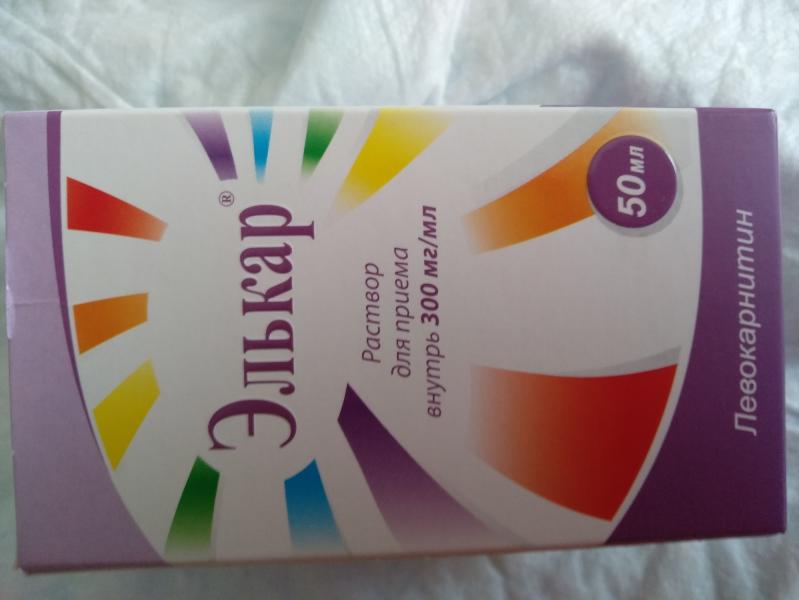 Элькар®
Раствор
для приема
внутрь 300 мг/мл
50 мл
Левокарнитин